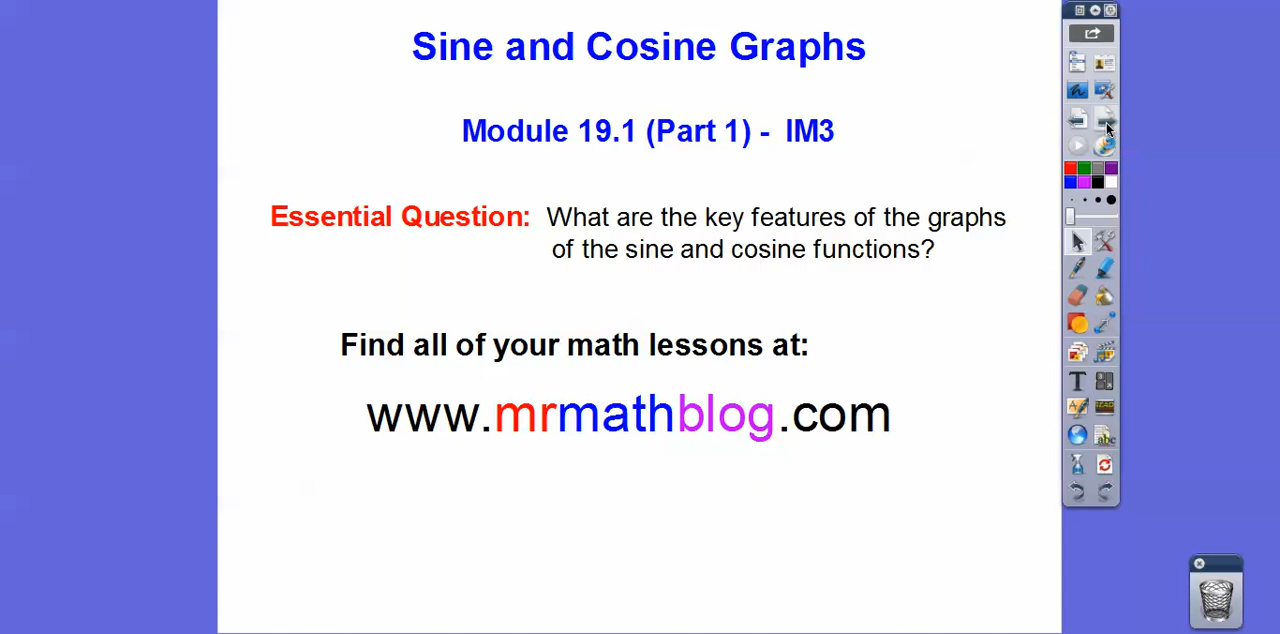 Sine and Cosine Graphs
Module 19.1 (Part 1) - IM3
Essential Question: What are the key features of the graphs
of the sine and cosine functions?
Find all of your math lessons at:
www.mrmathblog.com